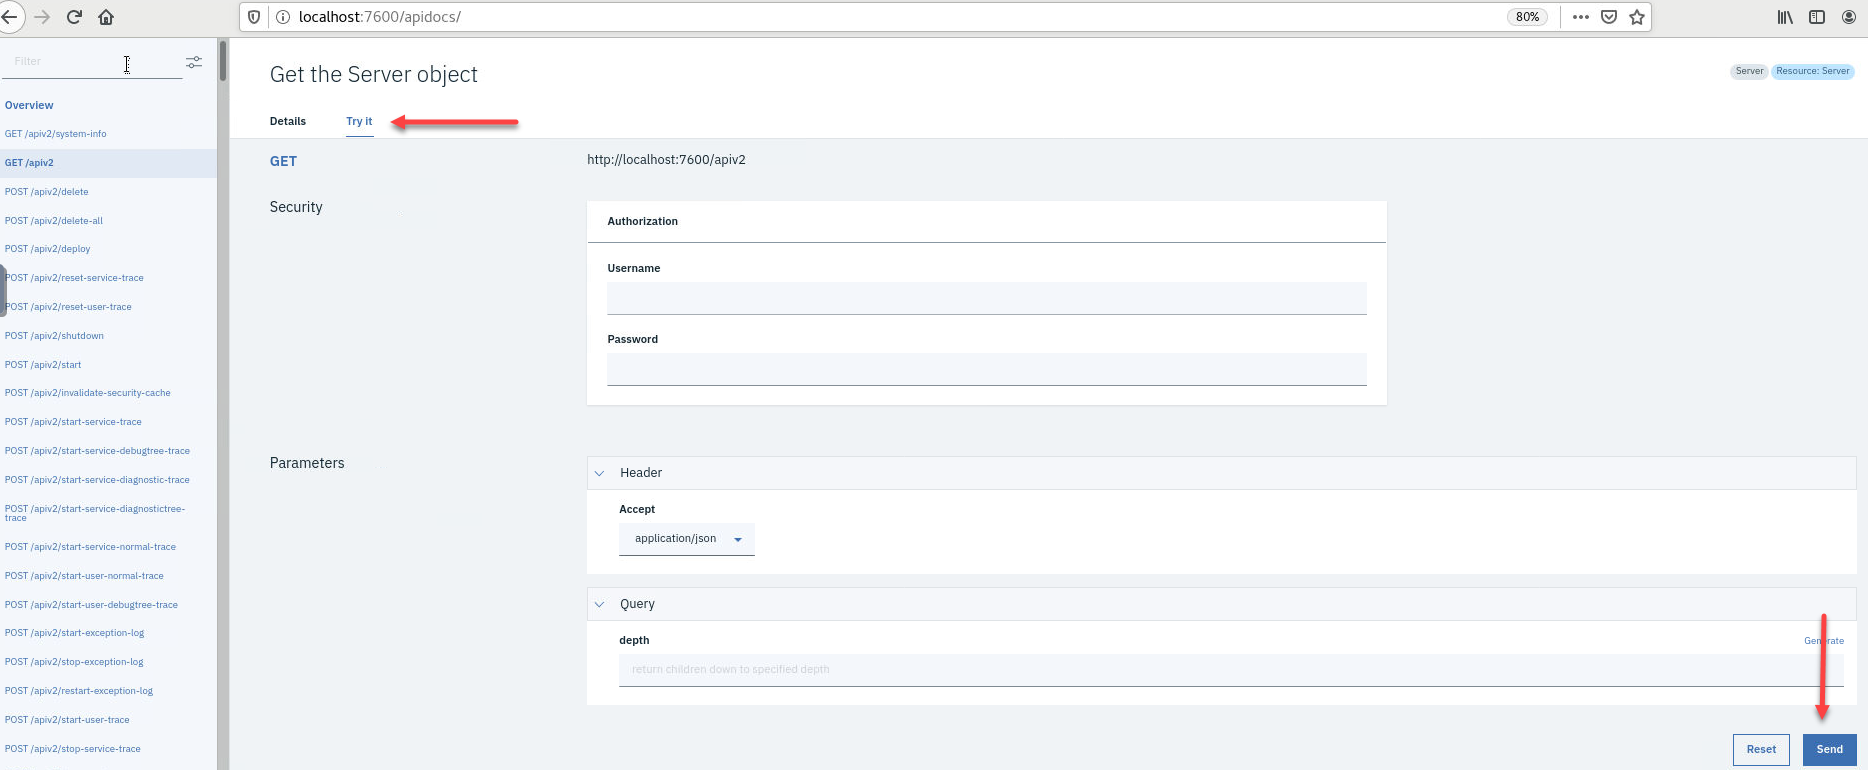 localhost:7600/apidocs/
80%
Filter
Overview
GET /apiv2/system-info
GET /apiv2
POST /apiv2/delete
POST /apiv2/delete-all
POST /apiv2/deploy
POST /apiv2/reset-service-trace
POST /apiv2/reset-user-trace
POST /apiv2/shutdown
POST /apiv2/start
POST /apiv2/invalidate-security-cache
POST /apiv2/start-service-trace
POST /apiv2/start-service-debugtree-trace
POST /apiv2/start-service-diagnostic-trace
POST /apiv2/start-service-diagnostictree-
trace
POST /apiv2/start-service-normal-trace
POST /apiv2/start-user-normal-trace
POST /apiv2/start-user-debugtree-trace
POST /apiv2/start-exception-log
POST /apiv2/stop-exception-log
POST /apiv2/restart-exception-log
POST /apiv2/start-user-trace
POST /apiv2/stop-service-trace
Get the Server object
Server
Resource: Server
Details
Try it
GET
http://localhost:7600/apiv2
Security
Authorization
Username
Password
Parameters
Header
Accept
application/json
Query
depth
Generate
return children down to specified depth
Reset
Send